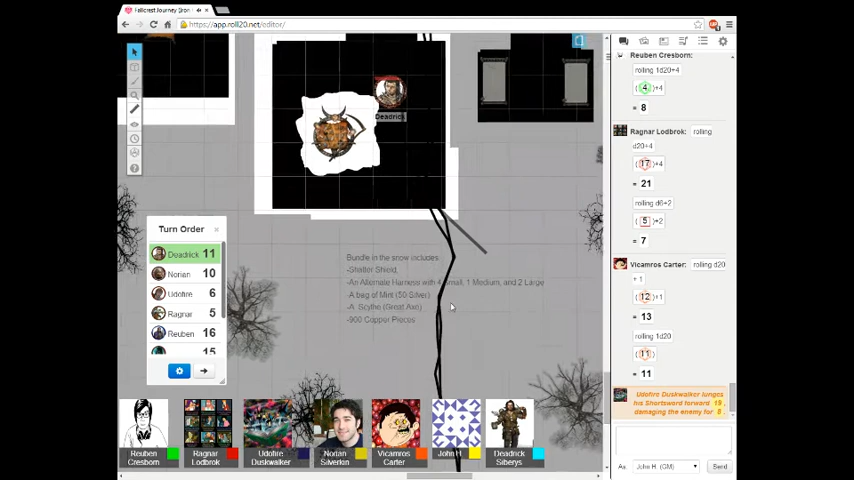 Fallcrest Journey (Iron
https://app.roll20.net/editor/
Deadrick
Turn Order
Deadrick 11
Norian 10
Udofire 6
Ragnar 5
Reuben 16
15
Bundle in the snow includes:
-Shatter Shield,
-An Alternate Harness with 4 Small, 1 Medium, and 2 Large
-A bag of Mint (50 Silver)
-A Scythe (Great Axe)
-900 Copper Pieces
Reuben Cresborn:
rolling 1d20+4
(4)+4
= 8
Ragnar Lodbrok: rolling
d20+4
(17)+4
= 21
rolling d6+2
(5)+2
= 7
Vicamros Carter: rolling d20
+ 1
(12)+1
= 13
rolling 1d20
(11)
= 11
Udofire Duskwalker lunges
his Shortsword forward 19,
damaging the enemy for 8.
As John H (GM) Send
Reuben
Cresborn
Ragnar
Lodbrok
Udofire
Duskwalker
Norian
Silverkin
Vicamros
Carter
John H
Deadrick
Siberys